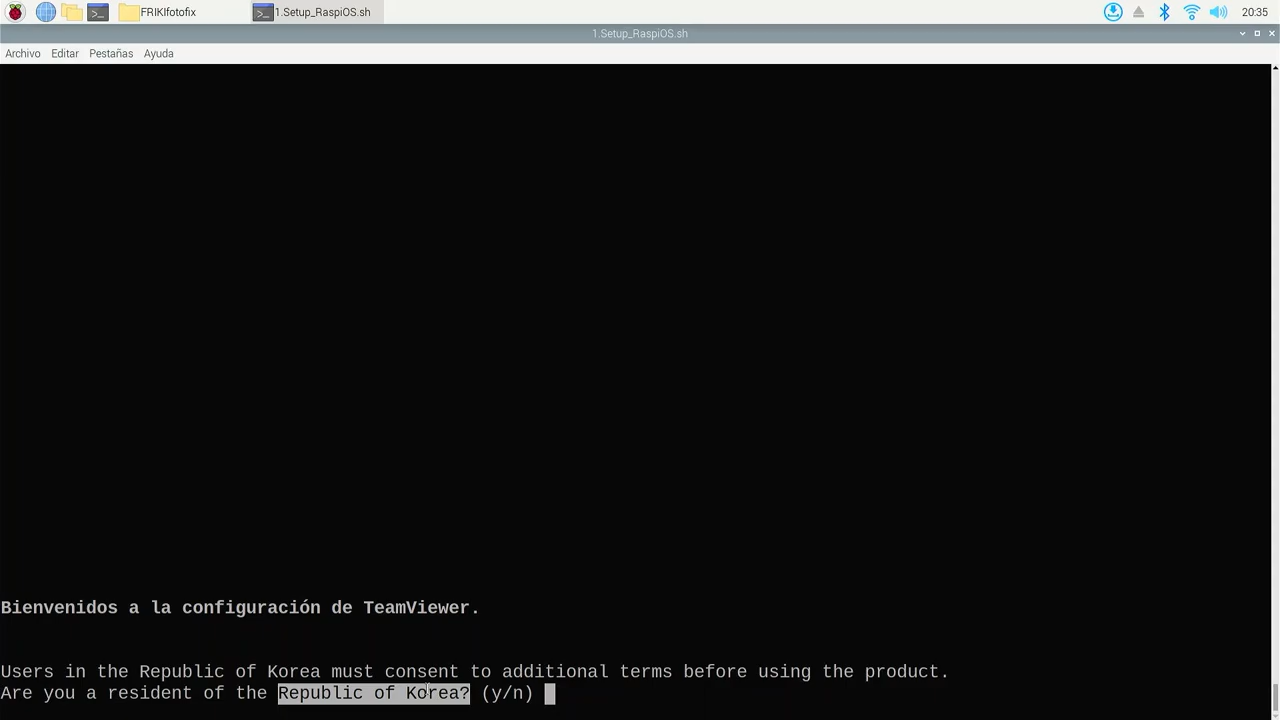 FRIKIfotofix
1.Setup_RaspiOS.sh
20:35
1.Setup_RaspiOS.sh
Archivo Editar Pestañas Ayuda
Bienvenidos a la configuración de TeamViewer.
Users in the Republic of Korea must consent to additional terms before using the product.
Are you a resident of the Republic of Korea? (y/n)